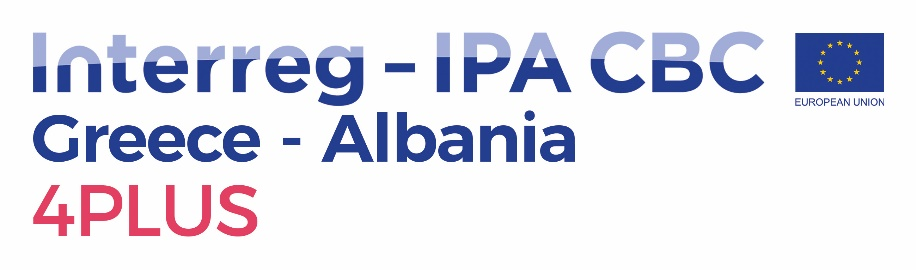 Interreg – IPA CBC
EUROPEAN UNION
Greece - Albania
4PLUS